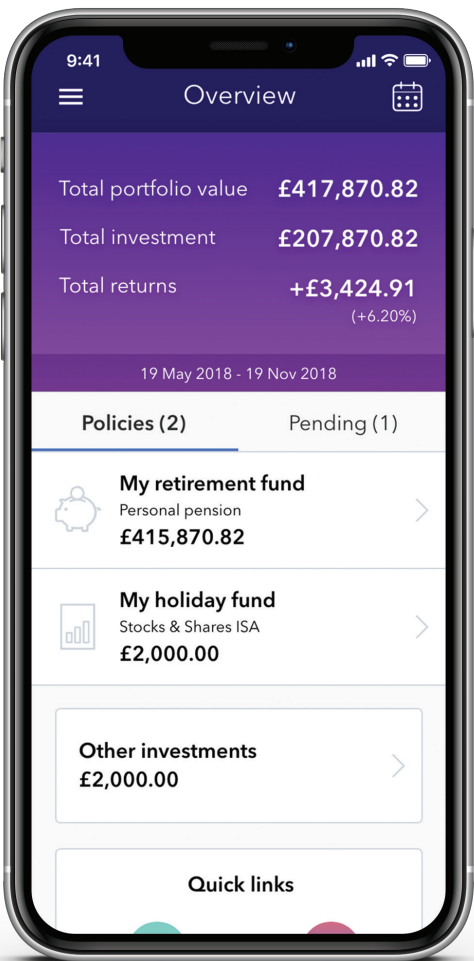 9:41
Overview
Total portfolio value £417,870.82
Total investment £207,870.82
Total returns +£3,424.91
(+6.20%)
19 May 2018 - 19 Nov 2018
Policies (2) Pending (1)
My retirement fund
Personal pension
£415,870.82
My holiday fund
Stocks & Shares ISA
£2,000.00
Other investments
£2,000.00
Quick links